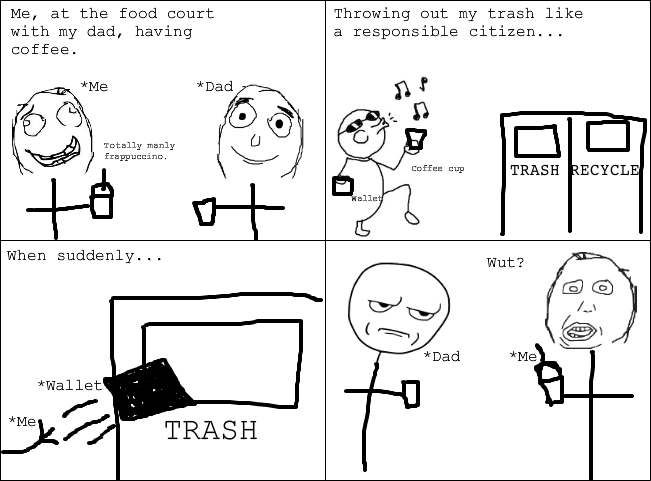 Me, at the food court
with my dad, having
coffee.
*Me
*Dad
Totally manly
frappuccino.
Throwing out my trash like
a responsible citizen...
Coffee cup
Wallet
TRASH
RECYCLE
When suddenly...
*Wallet
*Me
TRASH
Wut?
*Dad
*Me